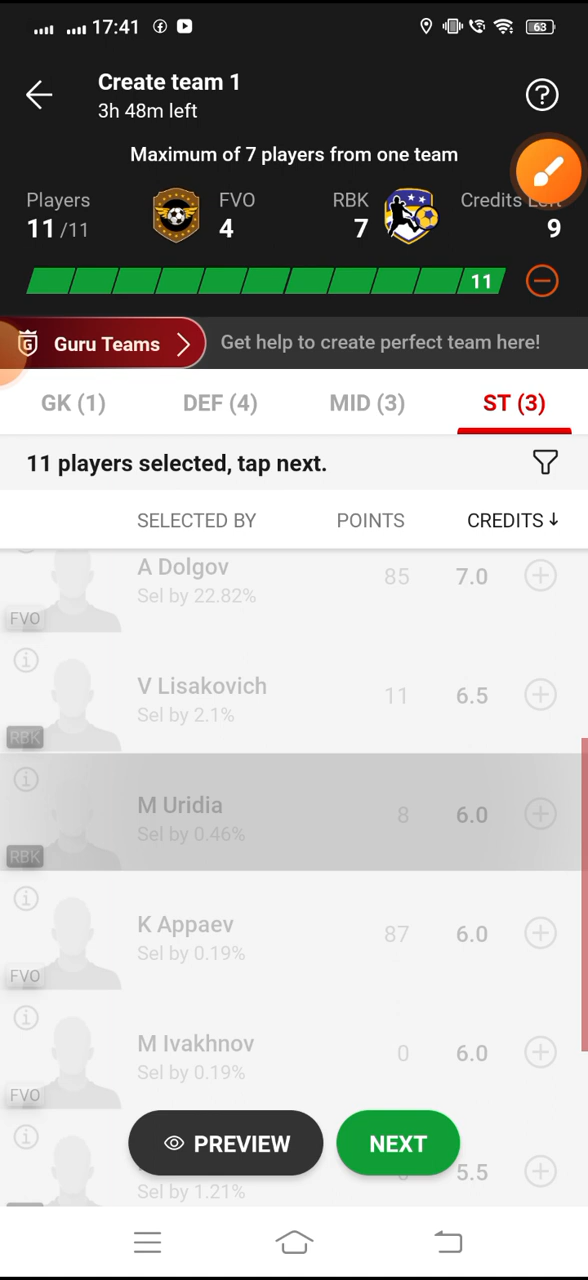 17:41
63
Create team 1
3h 48m left
Maximum of 7 players from one team
Players FVO RBK Credits Left
11/11 4 7 9
11
Guru Teams
Get help to create perfect team here!
GK (1) DEF (4) MID (3) ST (3)
11 players selected, tap next.
SELECTED BY POINTS CREDITS
A Dolgov 85 7.0
Sel by 22.82%
FVO
V Lisakovich 11 6.5
Sel by 2.1%
RBK
M Uridia 8 6.0
Sel by 0.46%
RBK
K Appaev 87 6.0
Sel by 0.19%
FVO
M Ivakhnov 0 6.0
Sel by 0.19%
FVO
PREVIEW NEXT
5.5
Sel by 1.21%